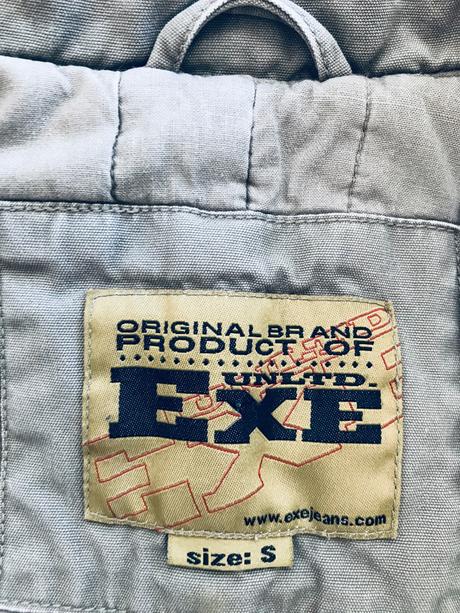 ORIGINAL BRAND
PRODUCT OF
UNLTD.
EXE
www.exejeans.com
size: S